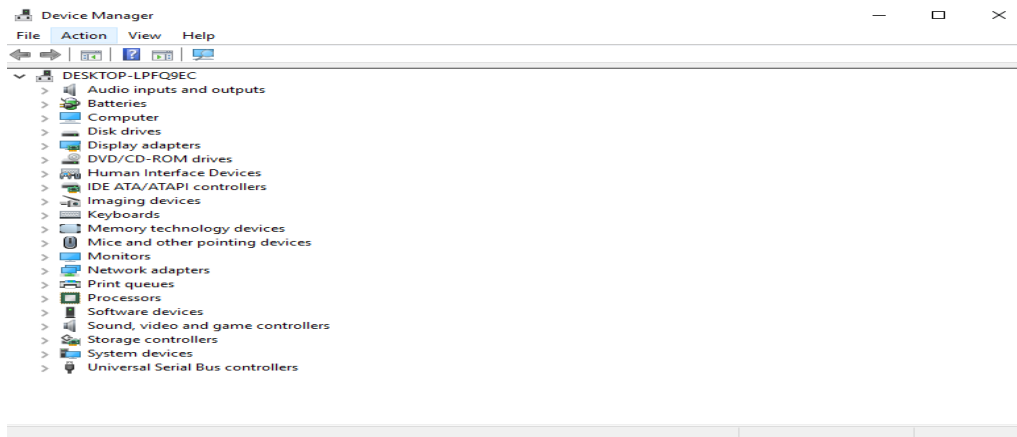 Device Manager
File Action View Help
DESKTOP-LPFQ9EC
Audio inputs and outputs
Batteries
Computer
Disk drives
Display adapters
DVD/CD-ROM drives
Human Interface Devices
IDE ATA/ATAPI controllers
Imaging devices
Keyboards
Memory technology devices
Mice and other pointing devices
Monitors
Network adapters
Print queues
Processors
Software devices
Sound, video and game controllers
Storage controllers
System devices
Universal Serial Bus controllers